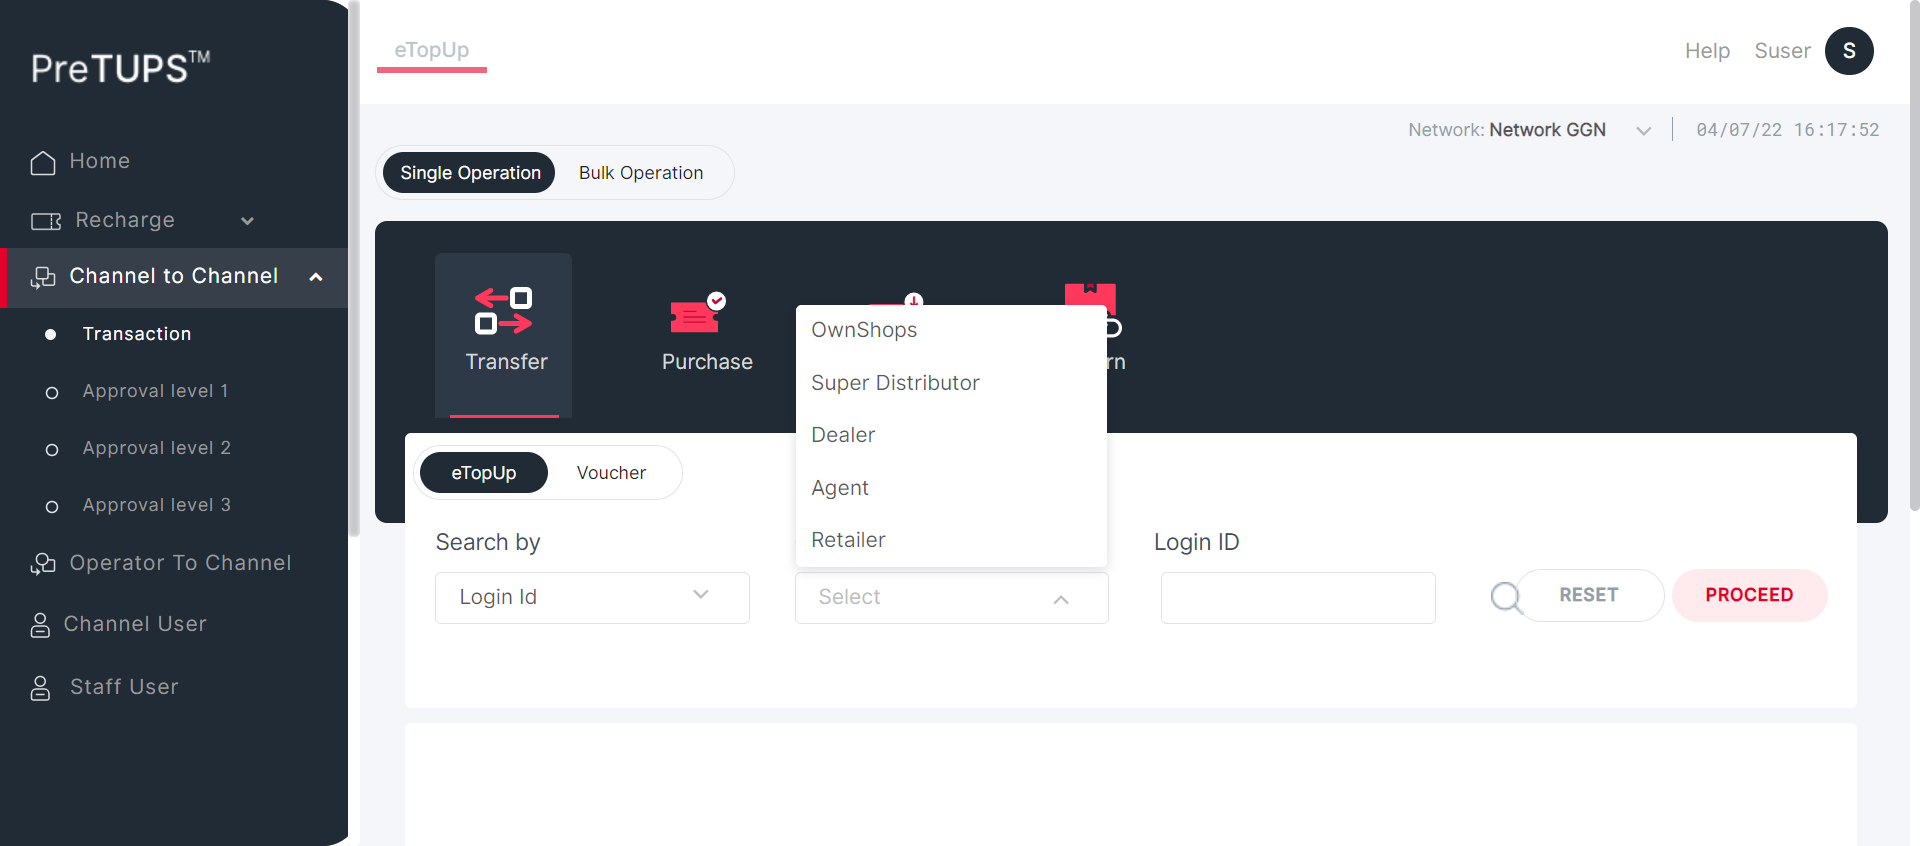 PreTUPS™
Home
Recharge
Channel to Channel
Transaction
Approval level 1
Approval level 2
Approval level 3
Operator To Channel
Channel User
Staff User
eTopUp
Help
Suser
S
Network: Network GGN
04/07/22 16:17:52
Single Operation
Bulk Operation
Transfer
Purchase
rn
OwnShops
Super Distributor
Dealer
Agent
Retailer
eTopUp
Voucher
Search by
Login ID
Login Id
Select
RESET
PROCEED